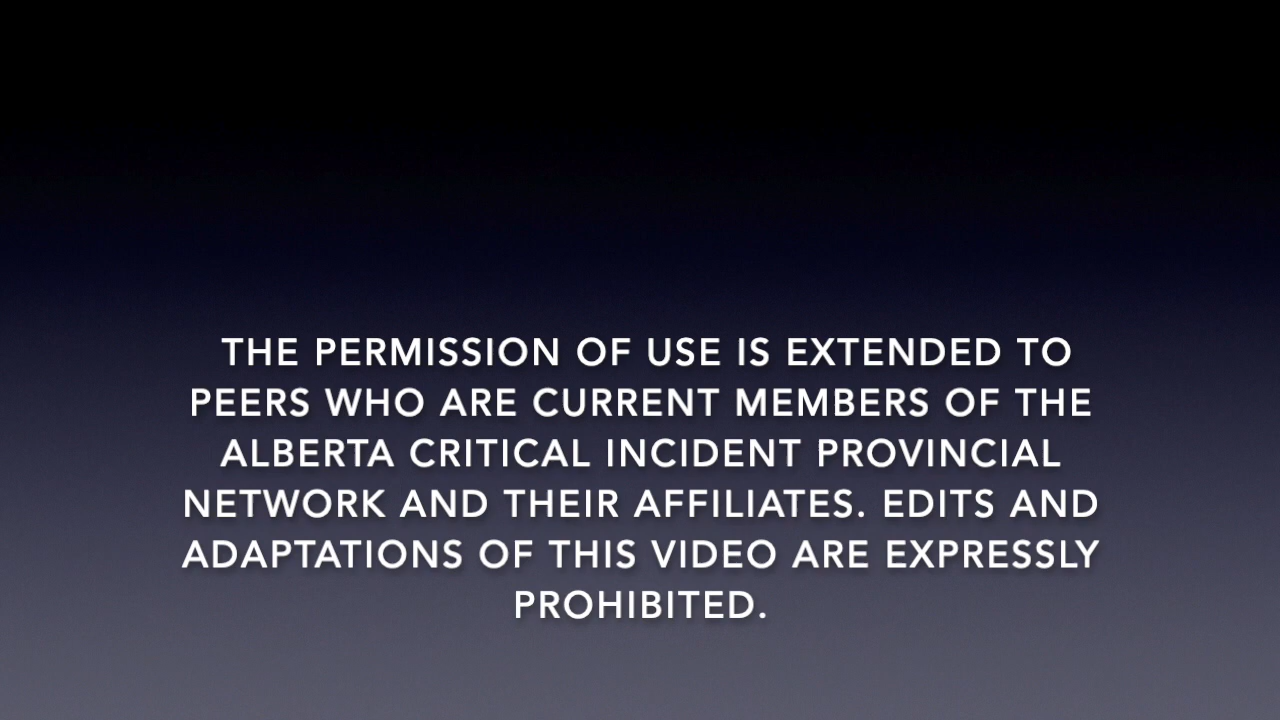 THE PERMISSION OF USE IS EXTENDED TO
PEERS WHO ARE CURRENT MEMBERS OF THE
ALBERTA CRITICAL INCIDENT PROVINCIAL
NETWORK AND THEIR AFFILIATES. EDITS AND
ADAPTATIONS OF THIS VIDEO ARE EXPRESSLY
PROHIBITED.